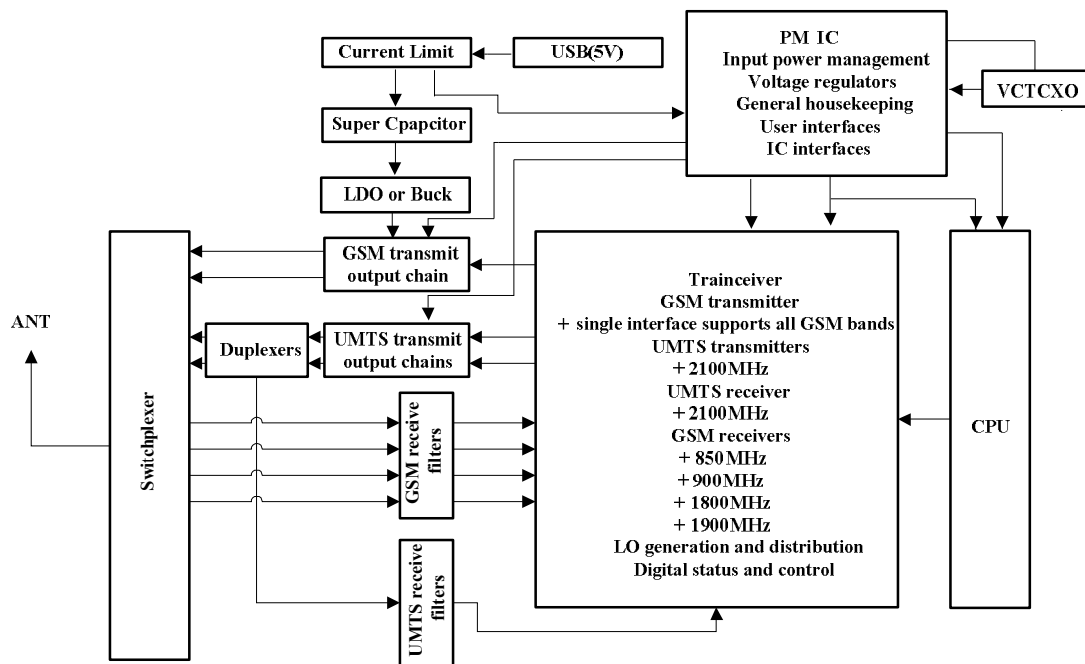 Current Limit
USB(5V)
PM IC
Input power management
Voltage regulators
General housekeeping
User interfaces
IC interfaces
VCTCXO
Super Cpapcitor
LDO or Buck
GSM transmit
output chain
ANT
Switchplexer
Duplexers
UMTS transmit
output chains
GSM receive
filters
UMTS receive
filters
Trainceiver
GSM transmitter
+ single interface supports all GSM bands
UMTS transmitters
+2100MHz
UMTS receiver
+2100MHz
GSM receivers
+850MHz
+900MHz
+1800MHz
+1900MHz
LO generation and distribution
Digital status and control
CPU